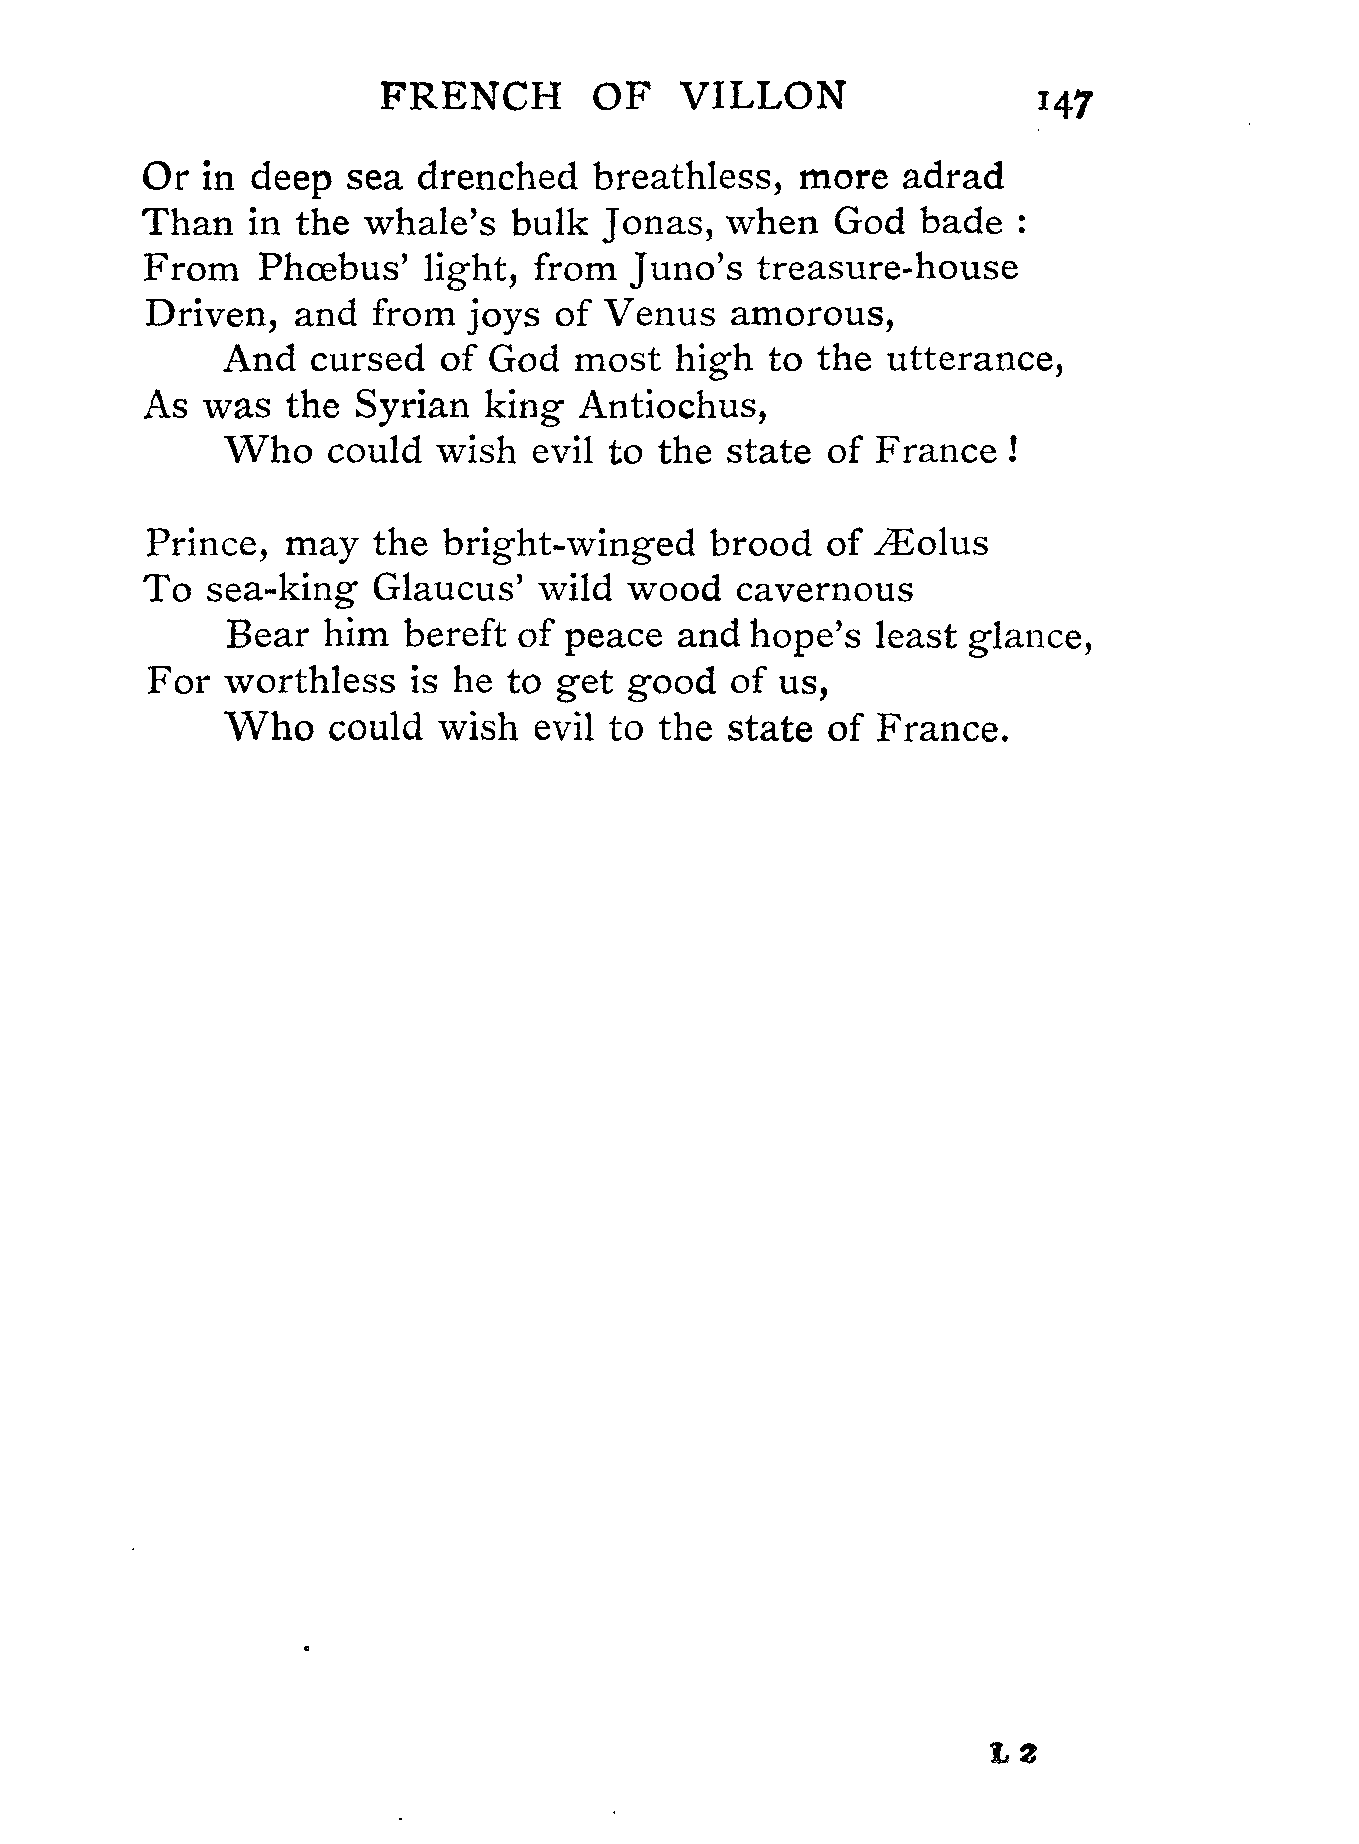 FRENCH OF VILLON 147
Or in deep sea drenched breathless, more adrad
Than in the whale's bulk Jonas, when God bade :
From Phœbus' light, from Juno's treasure-house
Driven, and from joys of Venus amorous,
And cursed of God most high to the utterance,
As was the Syrian king Antiochus,
Who could wish evil to the state of France !
Prince, may the bright-winged brood of Æolus
To sea-king Glaucus' wild wood cavernous
Bear him bereft of peace and hope's least glance,
For worthless is he to get good of us,
Who could wish evil to the state of France.
L 2